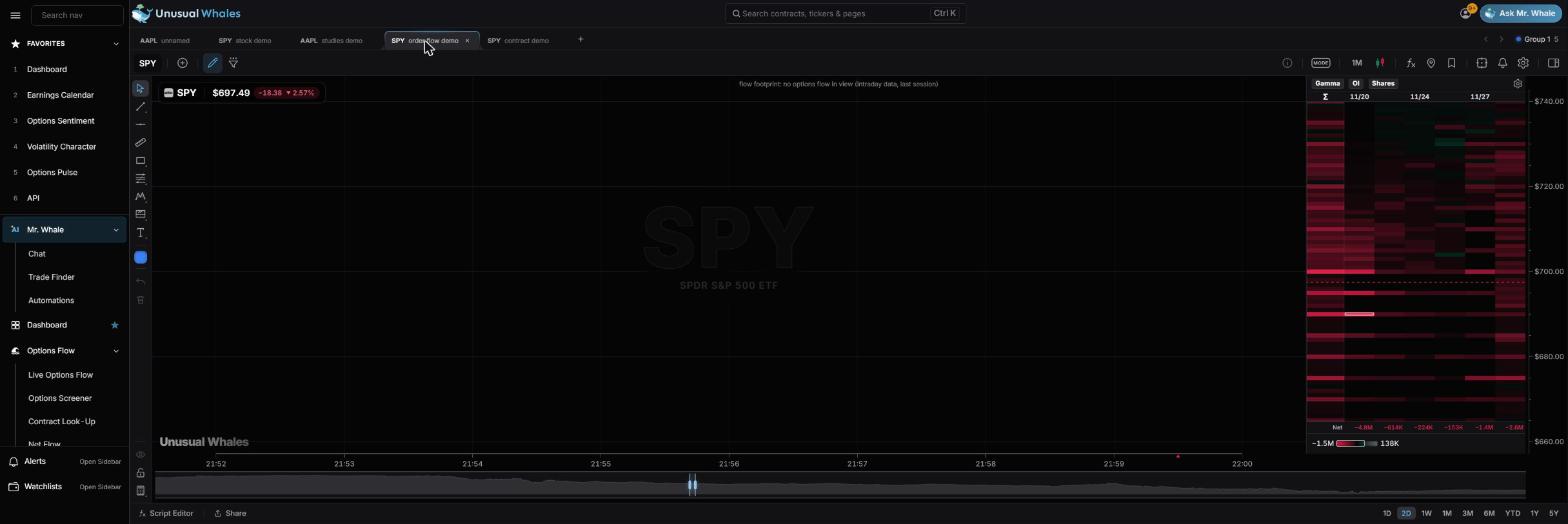 Search nav
Unusual Whales
Search contracts, tickers & pages
Ctrl K
9+
Ask Mr. Whale
FAVORITES
AAPL unnamed
SPY stock demo
AAPL studies demo
SPY order flow demo ×
SPY contract demo
+
Group 1 5
1 Dashboard
2 Earnings Calendar
3 Options Sentiment
4 Volatility Character
5 Options Pulse
6 API
AI Mr. Whale
Chat
Trade Finder
Automations
Dashboard
Options Flow
Live Options Flow
Options Screener
Contract Look-Up
Net Flow
Alerts Open Sidebar
Watchlists Open Sidebar
SPY
MODE
1M
SPY $697.49 −18.38 ▼ 2.57%
flow footprint: no options flow in view (intraday data, last session)
SPY
SPDR S&P 500 ETF
Unusual Whales
Gamma OI Shares
Σ 11/20 11/24 11/27
$740.00
$720.00
$700.00
$680.00
$660.00
Net −4.8M −614K −224K −153K −1.4M −2.6M
−1.5M 138K
21:52 21:53 21:54 21:55 21:56 21:57 21:58 21:59 22:00
Script Editor
Share
1D 2D 1W 1M 3M 6M YTD 1Y 5Y